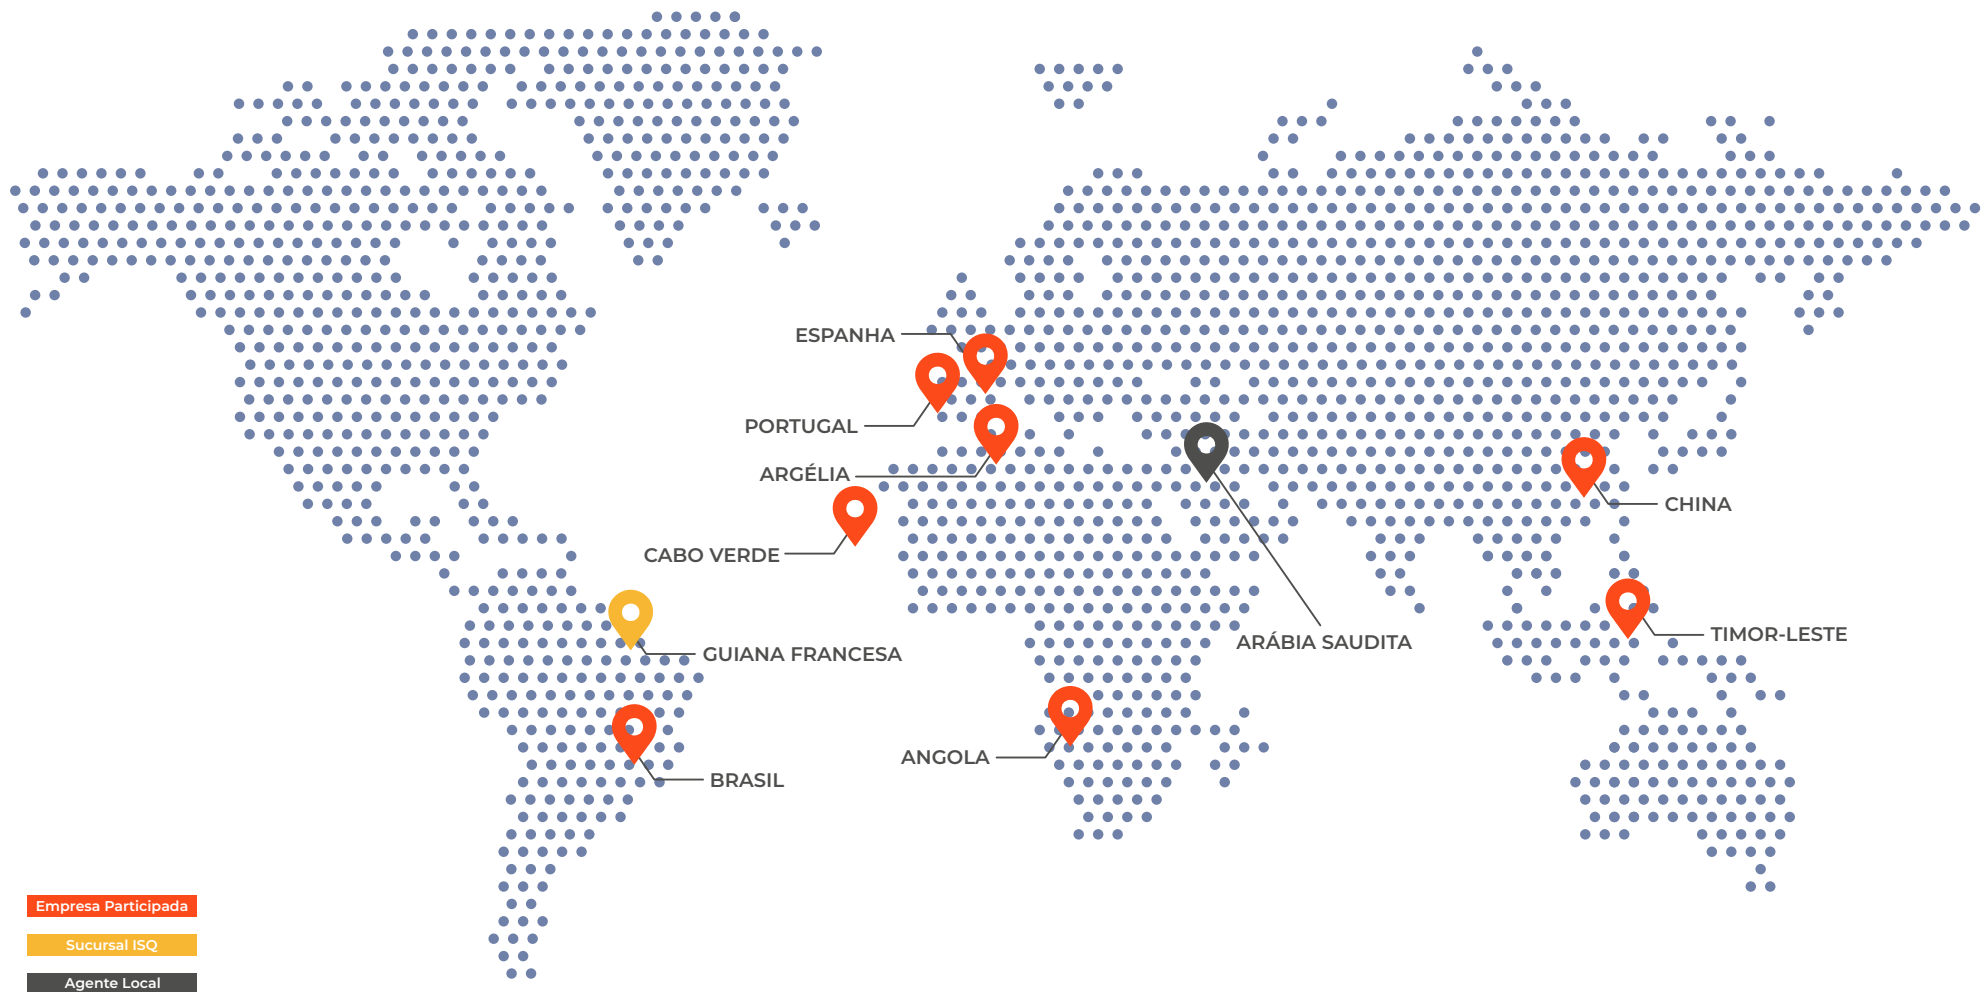 ESPANHA
PORTUGAL
ARGÉLIA
CHINA
CABO VERDE
TIMOR-LESTE
ARÁBIA SAUDITA
GUIANA FRANCESA
ANGOLA
BRASIL
Empresa Participada
Sucursal ISQ
Agente Local